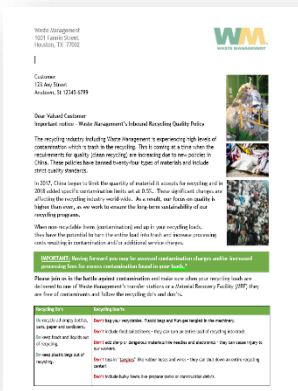 Waste Management
1001 Fannin Street
Houston, TX 77002
WM
WASTE MANAGEMENT
Customer
123 Any Street
Anytown, St 12345-6789
Dear Valued Customer
Important notice - Waste Management's Inbound Recycling Quality Policy
The recycling industry including Waste Management is experiencing high levels of
contamination which is trash in the recycling. This is coming at a time when the
requirements for quality (clean recycling) are increasing due to new policies in
China. These policies have banned twenty-four types of materials and include
strict quality standards.
In 2017, China began to limit the quantity of material it accepts for recycling and in
2018 added specific contamination limits set at 0.5%. These significant changes are
affecting the recycling industry world-wide. As a result, our focus on quality is
higher than ever, as we work to ensure the long-term sustainability of our
recycling programs.
When non-recyclable items (contamination) end up in your recycling loads,
they have the potential to turn the entire load into trash and increase processing
costs resulting in contamination and/or additional service charges.
IMPORTANT: Moving forward you may be assessed contamination charges and/or increased
processing fees for excess contamination found in your loads.*
Please join us in the battle against contamination and make sure when your recycling loads are
delivered to one of Waste Management's transfer stations or a Material Recovery Facility (MRF) they
are free of contaminants and follow the recycling do's and don'ts.
Recycling Do's
Recycling Don'ts
Do recycle all empty bottles,
cans, paper and cardboard.
Do keep foods and liquids out
of recycling.
Do keep plastic bags out of
recycling.
Don't bag your recyclables. Plastic bags and film get tangled in the machinery.
Don't include food or liquids - they can turn an entire load of recycling into trash.
Don't add sharp or dangerous materials like needles and electronics - they can cause injury to
our workers.
Don't toss in "tanglers" like rubber hoses and wires - they can shut down an entire recycling
center!
Don't include bulky items like propane tanks or construction debris.